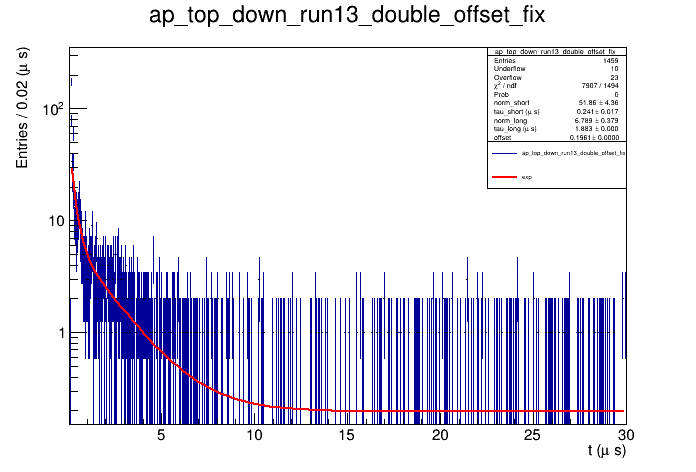 ap_top_down_run13_double_offset_fix
Entries / 0.02 (μ s)
ap_top_down_run13_double_offset_fix
Entries 1459
Underflow 10
Overflow 23
χ² / ndf 7907 / 1494
Prob 0
norm_short 51.86 ± 4.36
tau_short (μ s) 0.241 ± 0.017
norm_long 6.789 ± 0.379
tau_long (μ s) 1.883 ± 0.000
offset 0.1961 ± 0.0000
ap_top_down_run13_double_offset_fix
exp
10²
10
1
5 10 15 20 25 30
t (μ s)